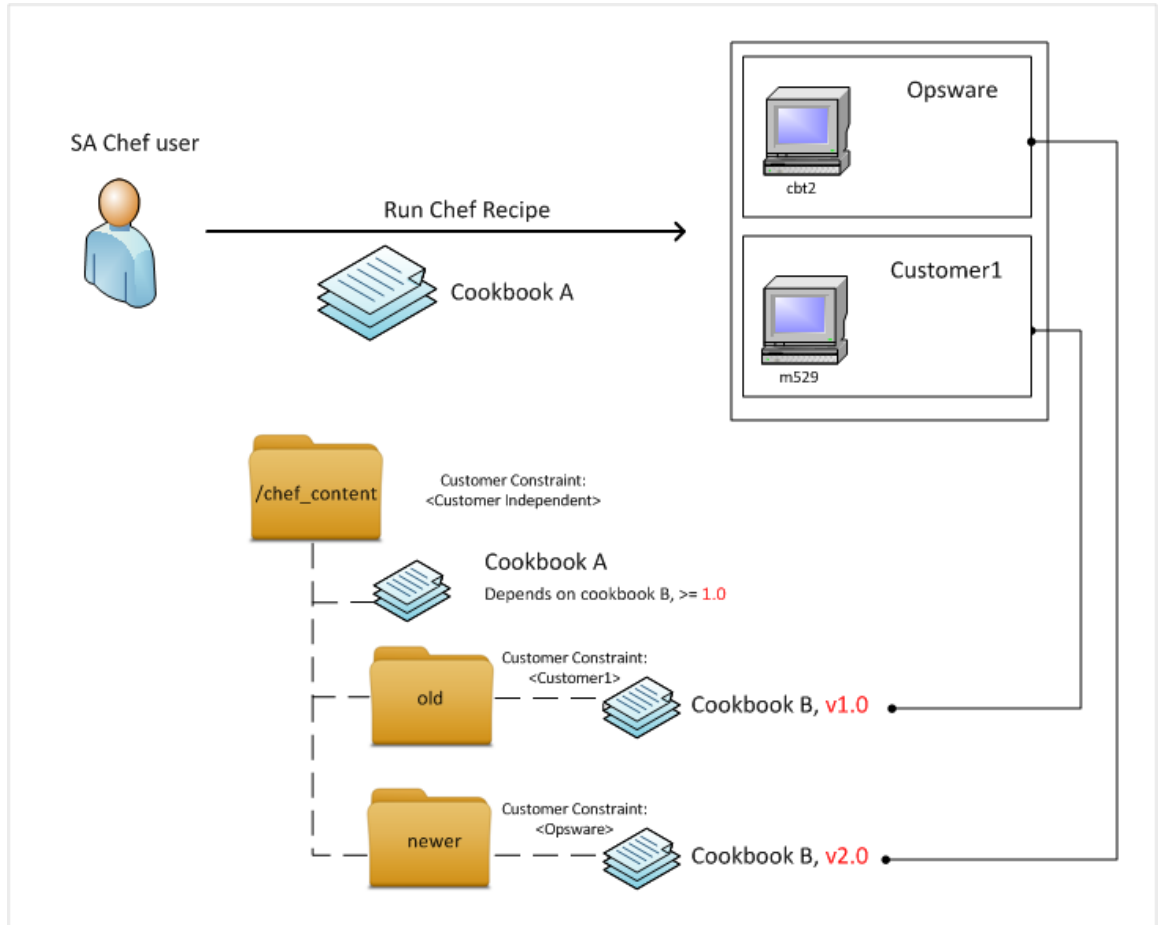 Opsware
SA Chef user
cbt2
Run Chef Recipe
Customer1
Cookbook A
m529
/chef_content
Customer Constraint:
<Customer Independent>
Cookbook A
Depends on cookbook B, >= 1.0
Customer Constraint:
<Customer1>
old
Cookbook B, v1.0
Customer Constraint:
<Opsware>
newer
Cookbook B, v2.0